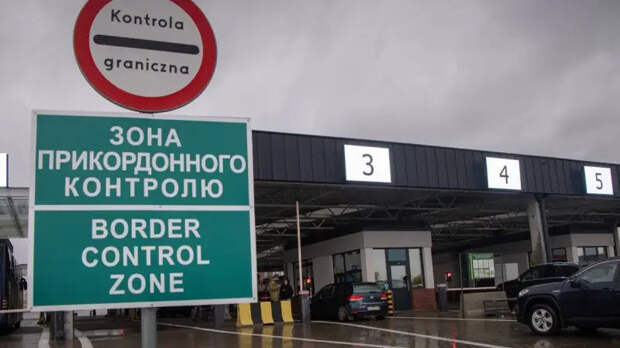 Kontrola
graniczna
ЗОНА
ПРИКОРДОННОГО
КОНТРОЛЮ
BORDER
CONTROL
ZONE
3
4
5